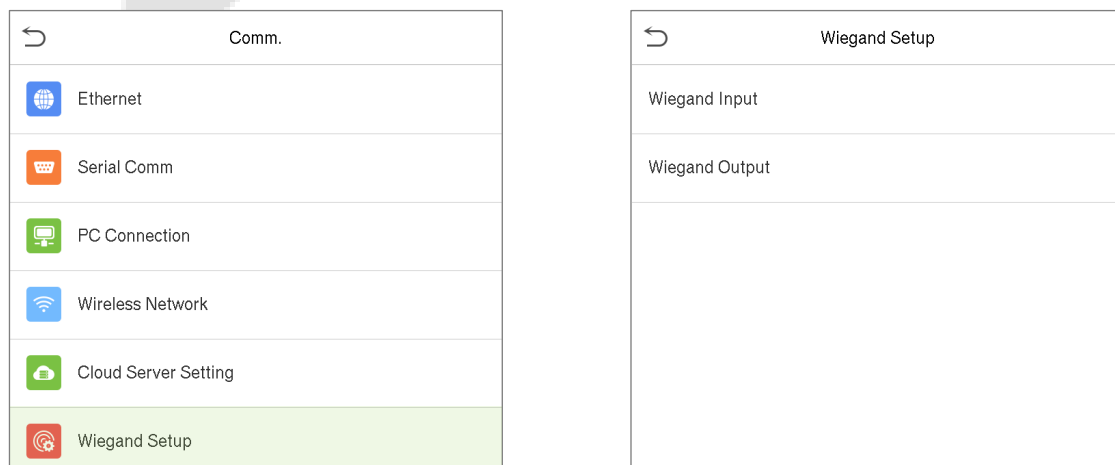 Comm.
Ethernet
Serial Comm
PC Connection
Wireless Network
Cloud Server Setting
Wiegand Setup
Wiegand Setup
Wiegand Input
Wiegand Output